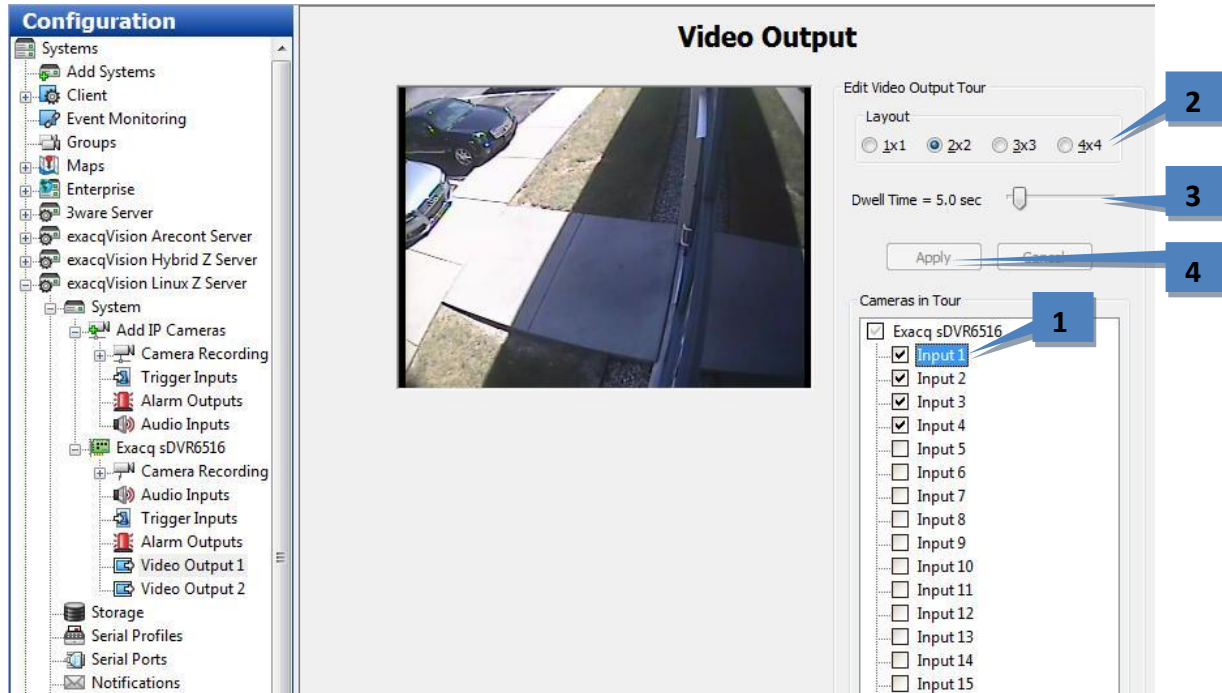 Configuration
Systems
Add Systems
Client
Event Monitoring
Groups
Maps
Enterprise
3ware Server
exacqVision Arecont Server
exacqVision Hybrid Z Server
exacqVision Linux Z Server
System
Add IP Cameras
Camera Recording
Trigger Inputs
Alarm Outputs
Audio Inputs
Exacq sDVR6516
Camera Recording
Audio Inputs
Trigger Inputs
Alarm Outputs
Video Output 1
Video Output 2
Storage
Serial Profiles
Serial Ports
Notifications
Video Output
Edit Video Output Tour
Layout
1x1 2x2 3x3 4x4
2
Dwell Time = 5.0 sec
3
Apply Cancel
4
Cameras in Tour
1
Exacq sDVR6516
Input 1
Input 2
Input 3
Input 4
Input 5
Input 6
Input 7
Input 8
Input 9
Input 10
Input 11
Input 12
Input 13
Input 14
Input 15